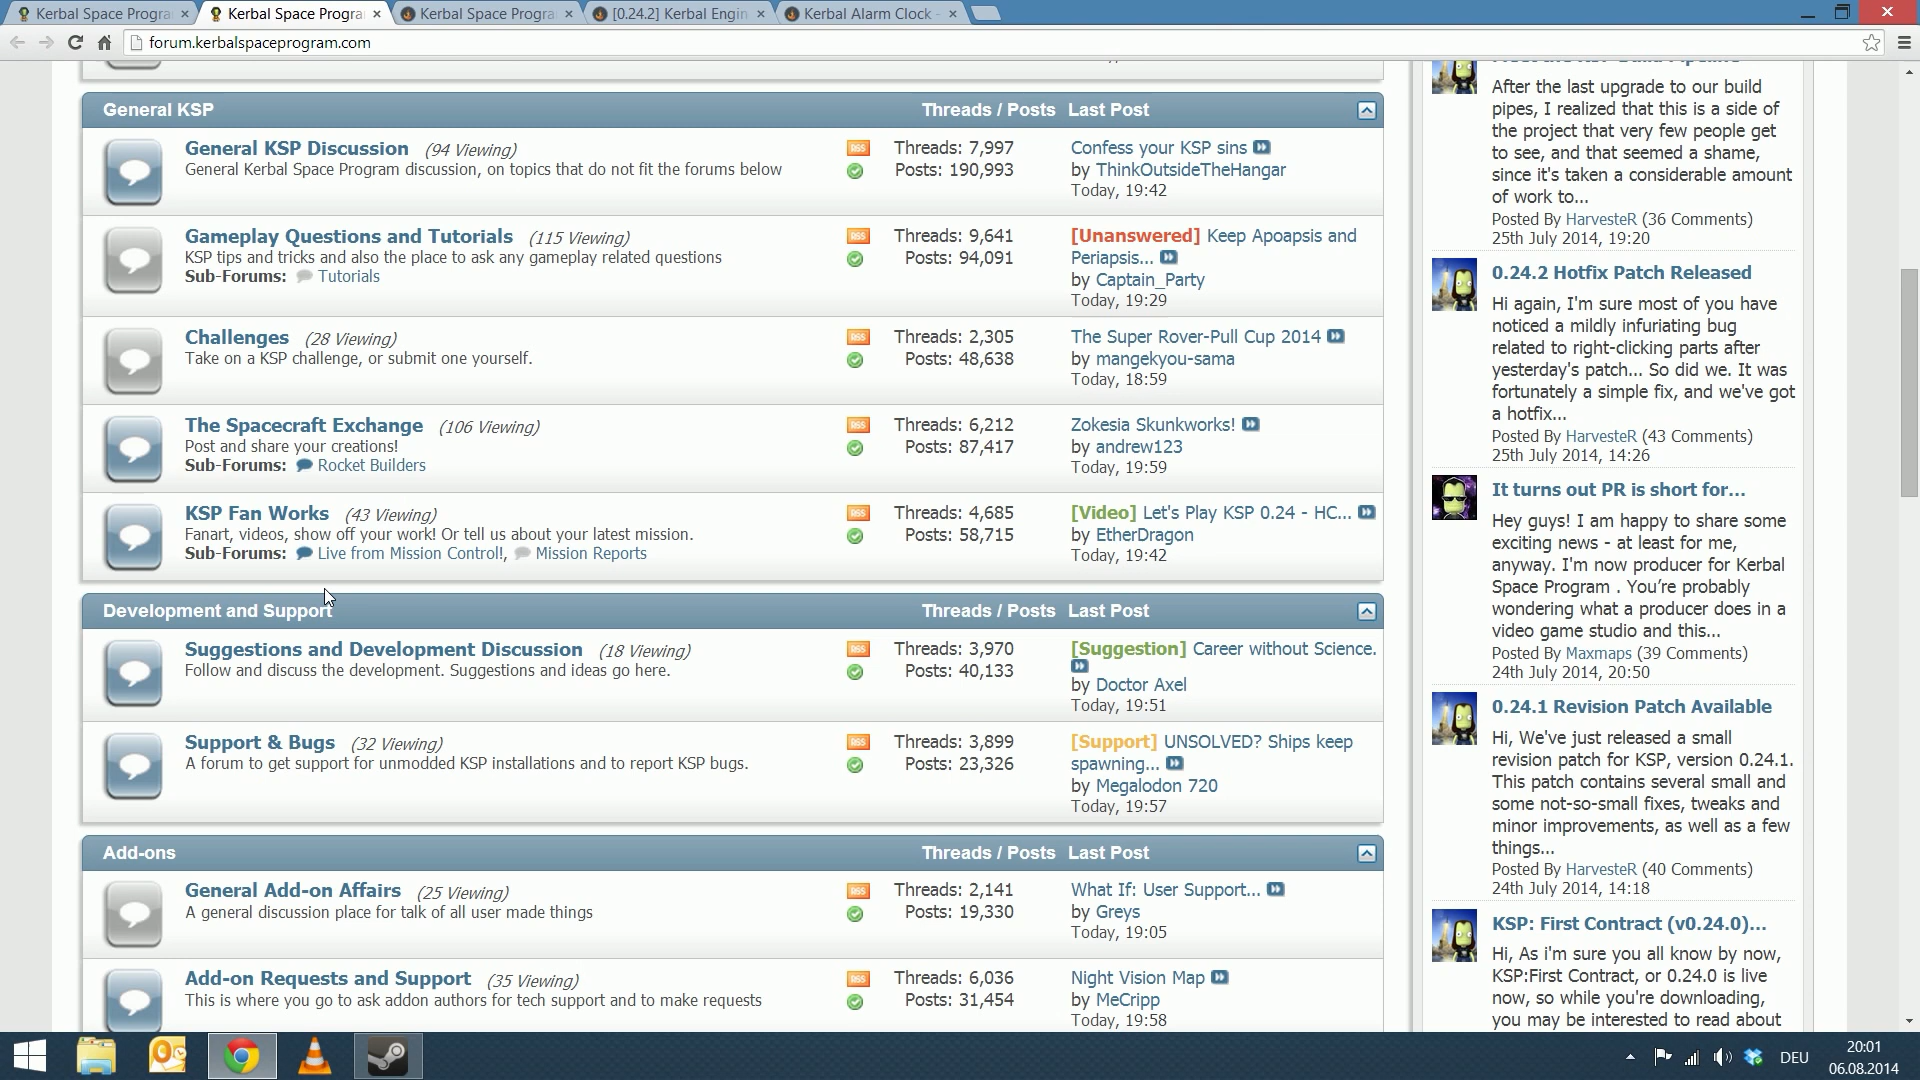 Kerbal Space Progra
Kerbal Space Progra
Kerbal Space Progra
[0.24.2] Kerbal Engin
Kerbal Alarm Clock -
forum.kerbalspaceprogram.com
General KSP Threads / Posts Last Post
General KSP Discussion (94 Viewing)
General Kerbal Space Program discussion, on topics that do not fit the forums below
RSS
Threads: 7,997
Posts: 190,993
Confess your KSP sins
by ThinkOutsideTheHangar
Today, 19:42
Gameplay Questions and Tutorials (115 Viewing)
KSP tips and tricks and also the place to ask any gameplay related questions
Sub-Forums: Tutorials
RSS
Threads: 9,641
Posts: 94,091
[Unanswered] Keep Apoapsis and
Periapsis...
by Captain_Party
Today, 19:29
Challenges (28 Viewing)
Take on a KSP challenge, or submit one yourself.
RSS
Threads: 2,305
Posts: 48,638
The Super Rover-Pull Cup 2014
by mangekyou-sama
Today, 18:59
The Spacecraft Exchange (106 Viewing)
Post and share your creations!
Sub-Forums: Rocket Builders
RSS
Threads: 6,212
Posts: 87,417
Zokesia Skunkworks!
by andrew123
Today, 19:59
KSP Fan Works (43 Viewing)
Fanart, videos, show off your work! Or tell us about your latest mission.
Sub-Forums: Live from Mission Control!, Mission Reports
RSS
Threads: 4,685
Posts: 58,715
[Video] Let's Play KSP 0.24 - HC...
by EtherDragon
Today, 19:42
Development and Support Threads / Posts Last Post
Suggestions and Development Discussion (18 Viewing)
Follow and discuss the development. Suggestions and ideas go here.
RSS
Threads: 3,970
Posts: 40,133
[Suggestion] Career without Science.
by Doctor Axel
Today, 19:51
Support & Bugs (32 Viewing)
A forum to get support for unmodded KSP installations and to report KSP bugs.
RSS
Threads: 3,899
Posts: 23,326
[Support] UNSOLVED? Ships keep
spawning...
by Megalodon 720
Today, 19:57
Add-ons Threads / Posts Last Post
General Add-on Affairs (25 Viewing)
A general discussion place for talk of all user made things
RSS
Threads: 2,141
Posts: 19,330
What If: User Support...
by Greys
Today, 19:05
Add-on Requests and Support (35 Viewing)
This is where you go to ask addon authors for tech support and to make requests
RSS
Threads: 6,036
Posts: 31,454
Night Vision Map
by MeCripp
Today, 19:58
After the last upgrade to our build
pipes, I realized that this is a side of
the project that very few people get
to see, and that seemed a shame,
since it's taken a considerable amount
of work to...
Posted By HarvesteR (36 Comments)
25th July 2014, 19:20
0.24.2 Hotfix Patch Released
Hi again, I'm sure most of you have
noticed a mildly infuriating bug
related to right-clicking parts after
yesterday's patch... So did we. It was
fortunately a simple fix, and we've got
a hotfix...
Posted By HarvesteR (43 Comments)
25th July 2014, 14:26
It turns out PR is short for...
Hey guys! I am happy to share some
exciting news - at least for me,
anyway. I'm now producer for Kerbal
Space Program . You’re probably
wondering what a producer does in a
video game studio and this...
Posted By Maxmaps (39 Comments)
24th July 2014, 20:50
0.24.1 Revision Patch Available
Hi, We've just released a small
revision patch for KSP, version 0.24.1.
This patch contains several small and
some not-so-small fixes, tweaks and
minor improvements, as well as a few
things...
Posted By HarvesteR (40 Comments)
24th July 2014, 14:18
KSP: First Contract (v0.24.0)...
Hi, As i'm sure you all know by now,
KSP:First Contract, or 0.24.0 is live
now, so while you're downloading,
you may be interested to read about
DEU
20:01
06.08.2014